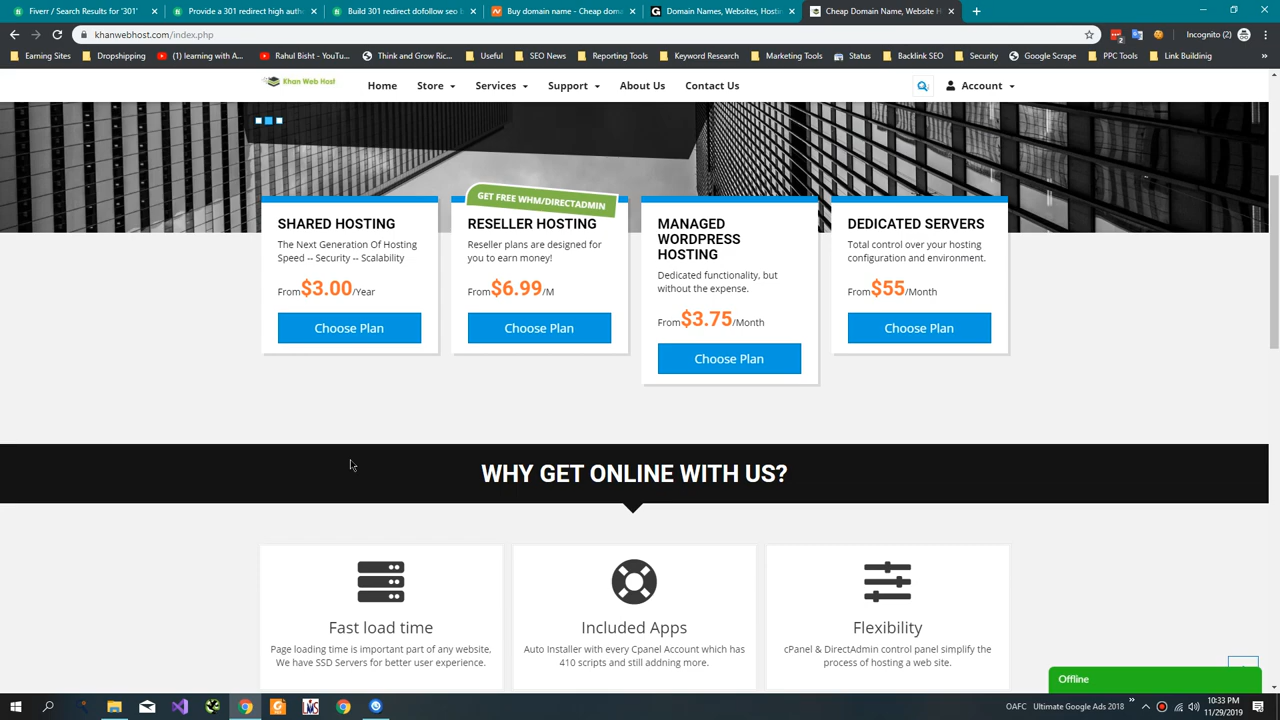 Fiverr / Search Results for '301'
Provide a 301 redirect high auth
Build 301 redirect dofollow seo b
Buy domain name - Cheap doma
Domain Names, Websites, Hostin
Cheap Domain Name, Website H
khanwebhost.com/index.php
Incognito (2)
Earning Sites
Dropshipping
(1) learning with A...
Rahul Bisht - YouTu...
Think and Grow Ric...
Useful
SEO News
Reporting Tools
Keyword Research
Marketing Tools
Status
Backlink SEO
Security
Google Scrape
PPC Tools
Link Building
Khan Web Host
Home
Store
Services
Support
About Us
Contact Us
Account
SHARED HOSTING
The Next Generation Of Hosting
Speed -- Security -- Scalability
From$3.00/Year
Choose Plan
GET FREE WHM/DIRECTADMIN
RESELLER HOSTING
Reseller plans are designed for
you to earn money!
From$6.99/M
Choose Plan
MANAGED
WORDPRESS
HOSTING
Dedicated functionality, but
without the expense.
From$3.75/Month
Choose Plan
DEDICATED SERVERS
Total control over your hosting
configuration and environment.
From$55/Month
Choose Plan
WHY GET ONLINE WITH US?
Fast load time
Page loading time is important part of any website,
We have SSD Servers for better user experience.
Included Apps
Auto Installer with every Cpanel Account which has
410 scripts and still addning more.
Flexibility
cPanel & DirectAdmin control panel simplify the
process of hosting a web site.
Offline
OAFC
Ultimate Google Ads 2018
10:33 PM
11/29/2019